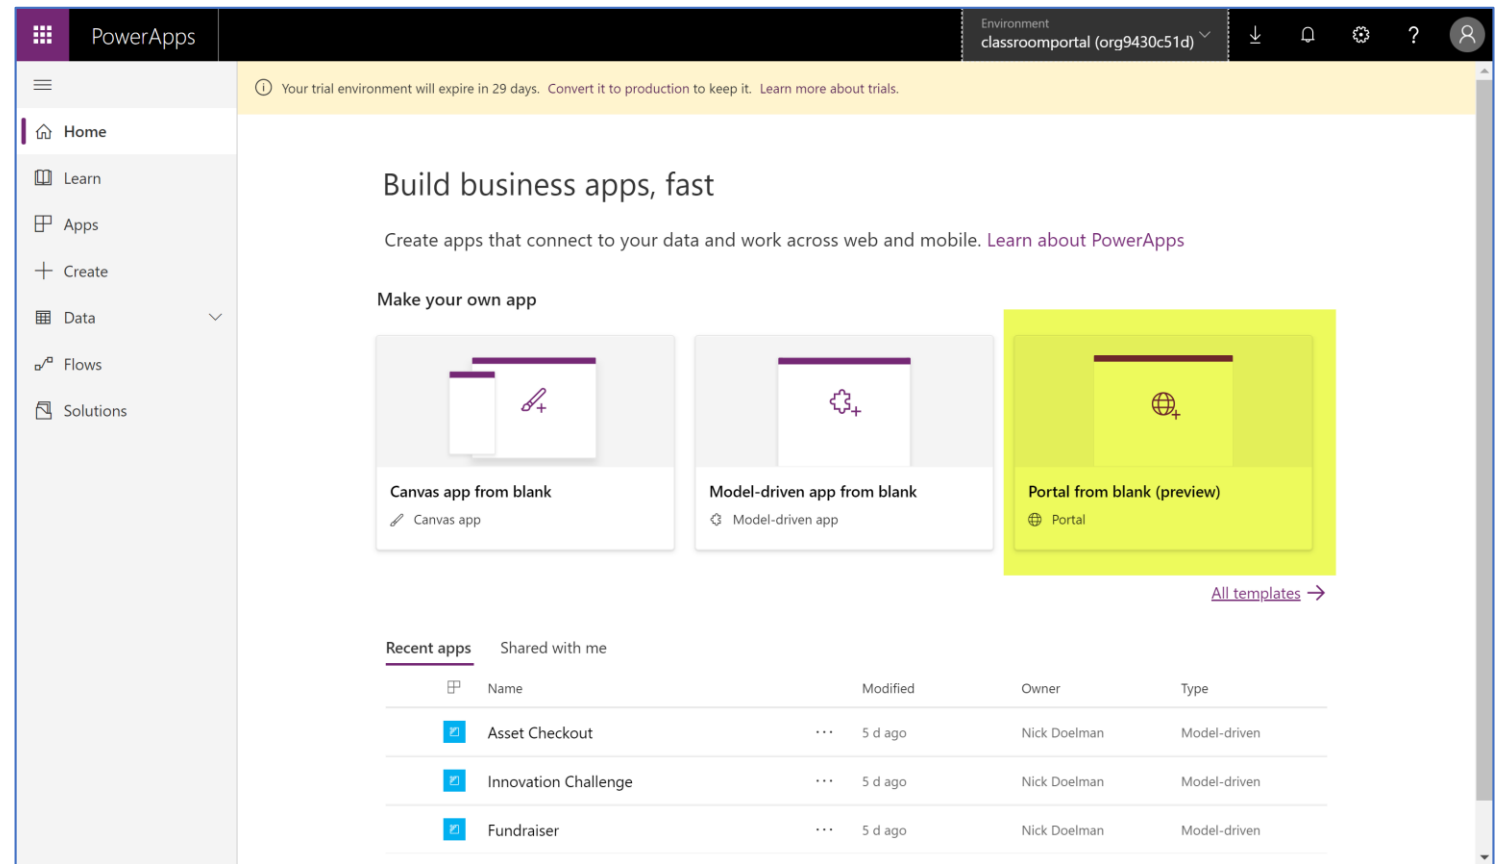 PowerApps
Environment
classroomportal (org9430c51d)
?
Your trial environment will expire in 29 days. Convert it to production to keep it. Learn more about trials.
Home
Learn
Apps
Create
Data
Flows
Solutions
Build business apps, fast
Create apps that connect to your data and work across web and mobile. Learn about PowerApps
Make your own app
Canvas app from blank
Canvas app
Model-driven app from blank
Model-driven app
Portal from blank (preview)
Portal
All templates
Recent apps Shared with me
Name Modified Owner Type
Asset Checkout ... 5 d ago Nick Doelman Model-driven
Innovation Challenge ... 5 d ago Nick Doelman Model-driven
Fundraiser ... 5 d ago Nick Doelman Model-driven